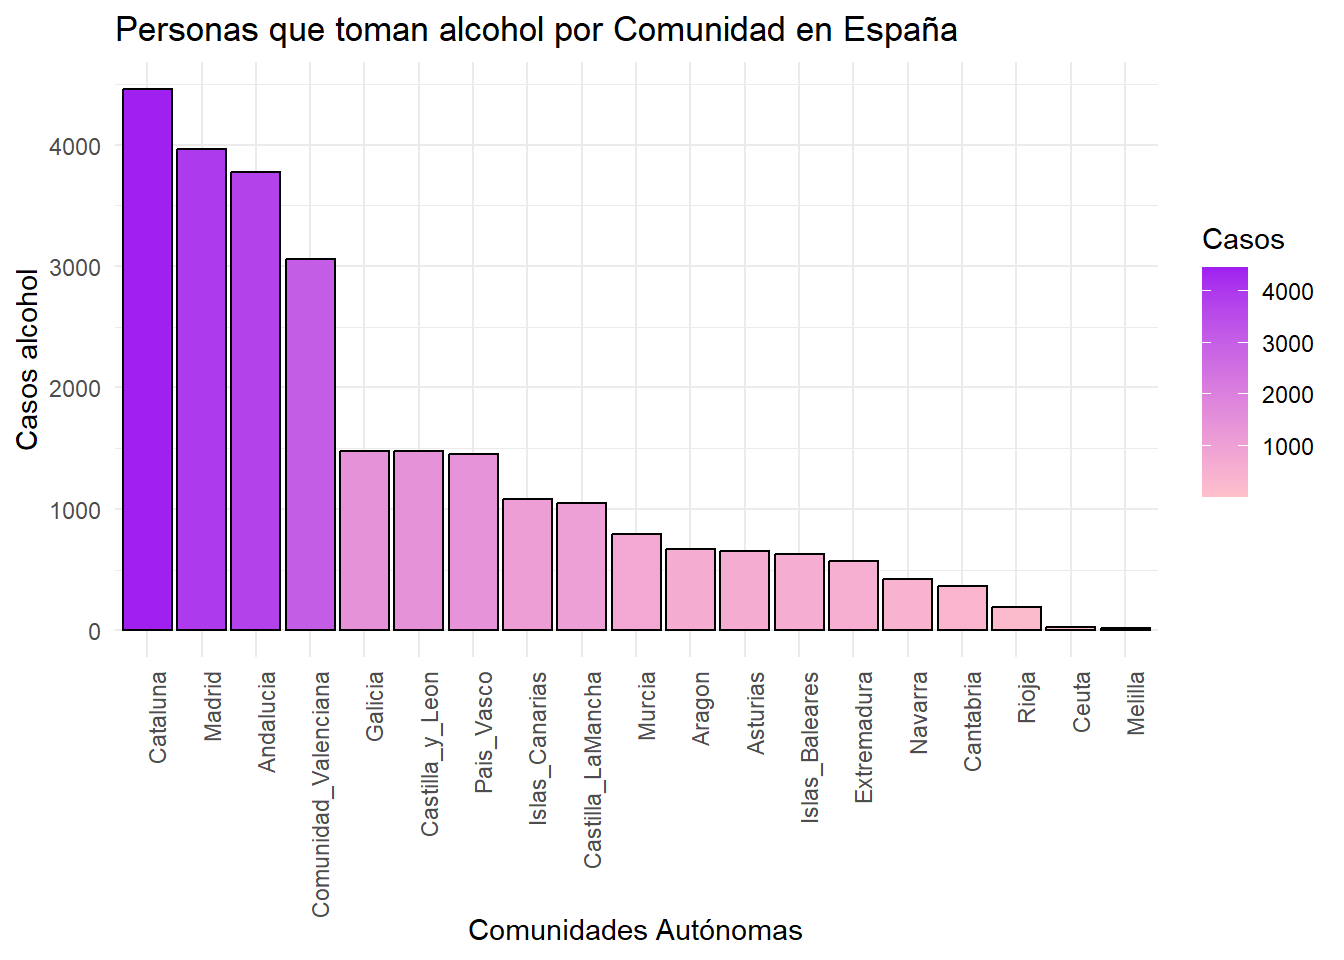 Personas que toman alcohol por Comunidad en España
Casos alcohol
4000
3000
2000
1000
0
Cataluna
Madrid
Andalucia
Comunidad_Valenciana
Galicia
Castilla_y_Leon
Pais_Vasco
Islas_Canarias
Castilla_LaMancha
Murcia
Aragon
Asturias
Islas_Baleares
Extremadura
Navarra
Cantabria
Rioja
Ceuta
Melilla
Comunidades Autónomas
Casos
4000
3000
2000
1000